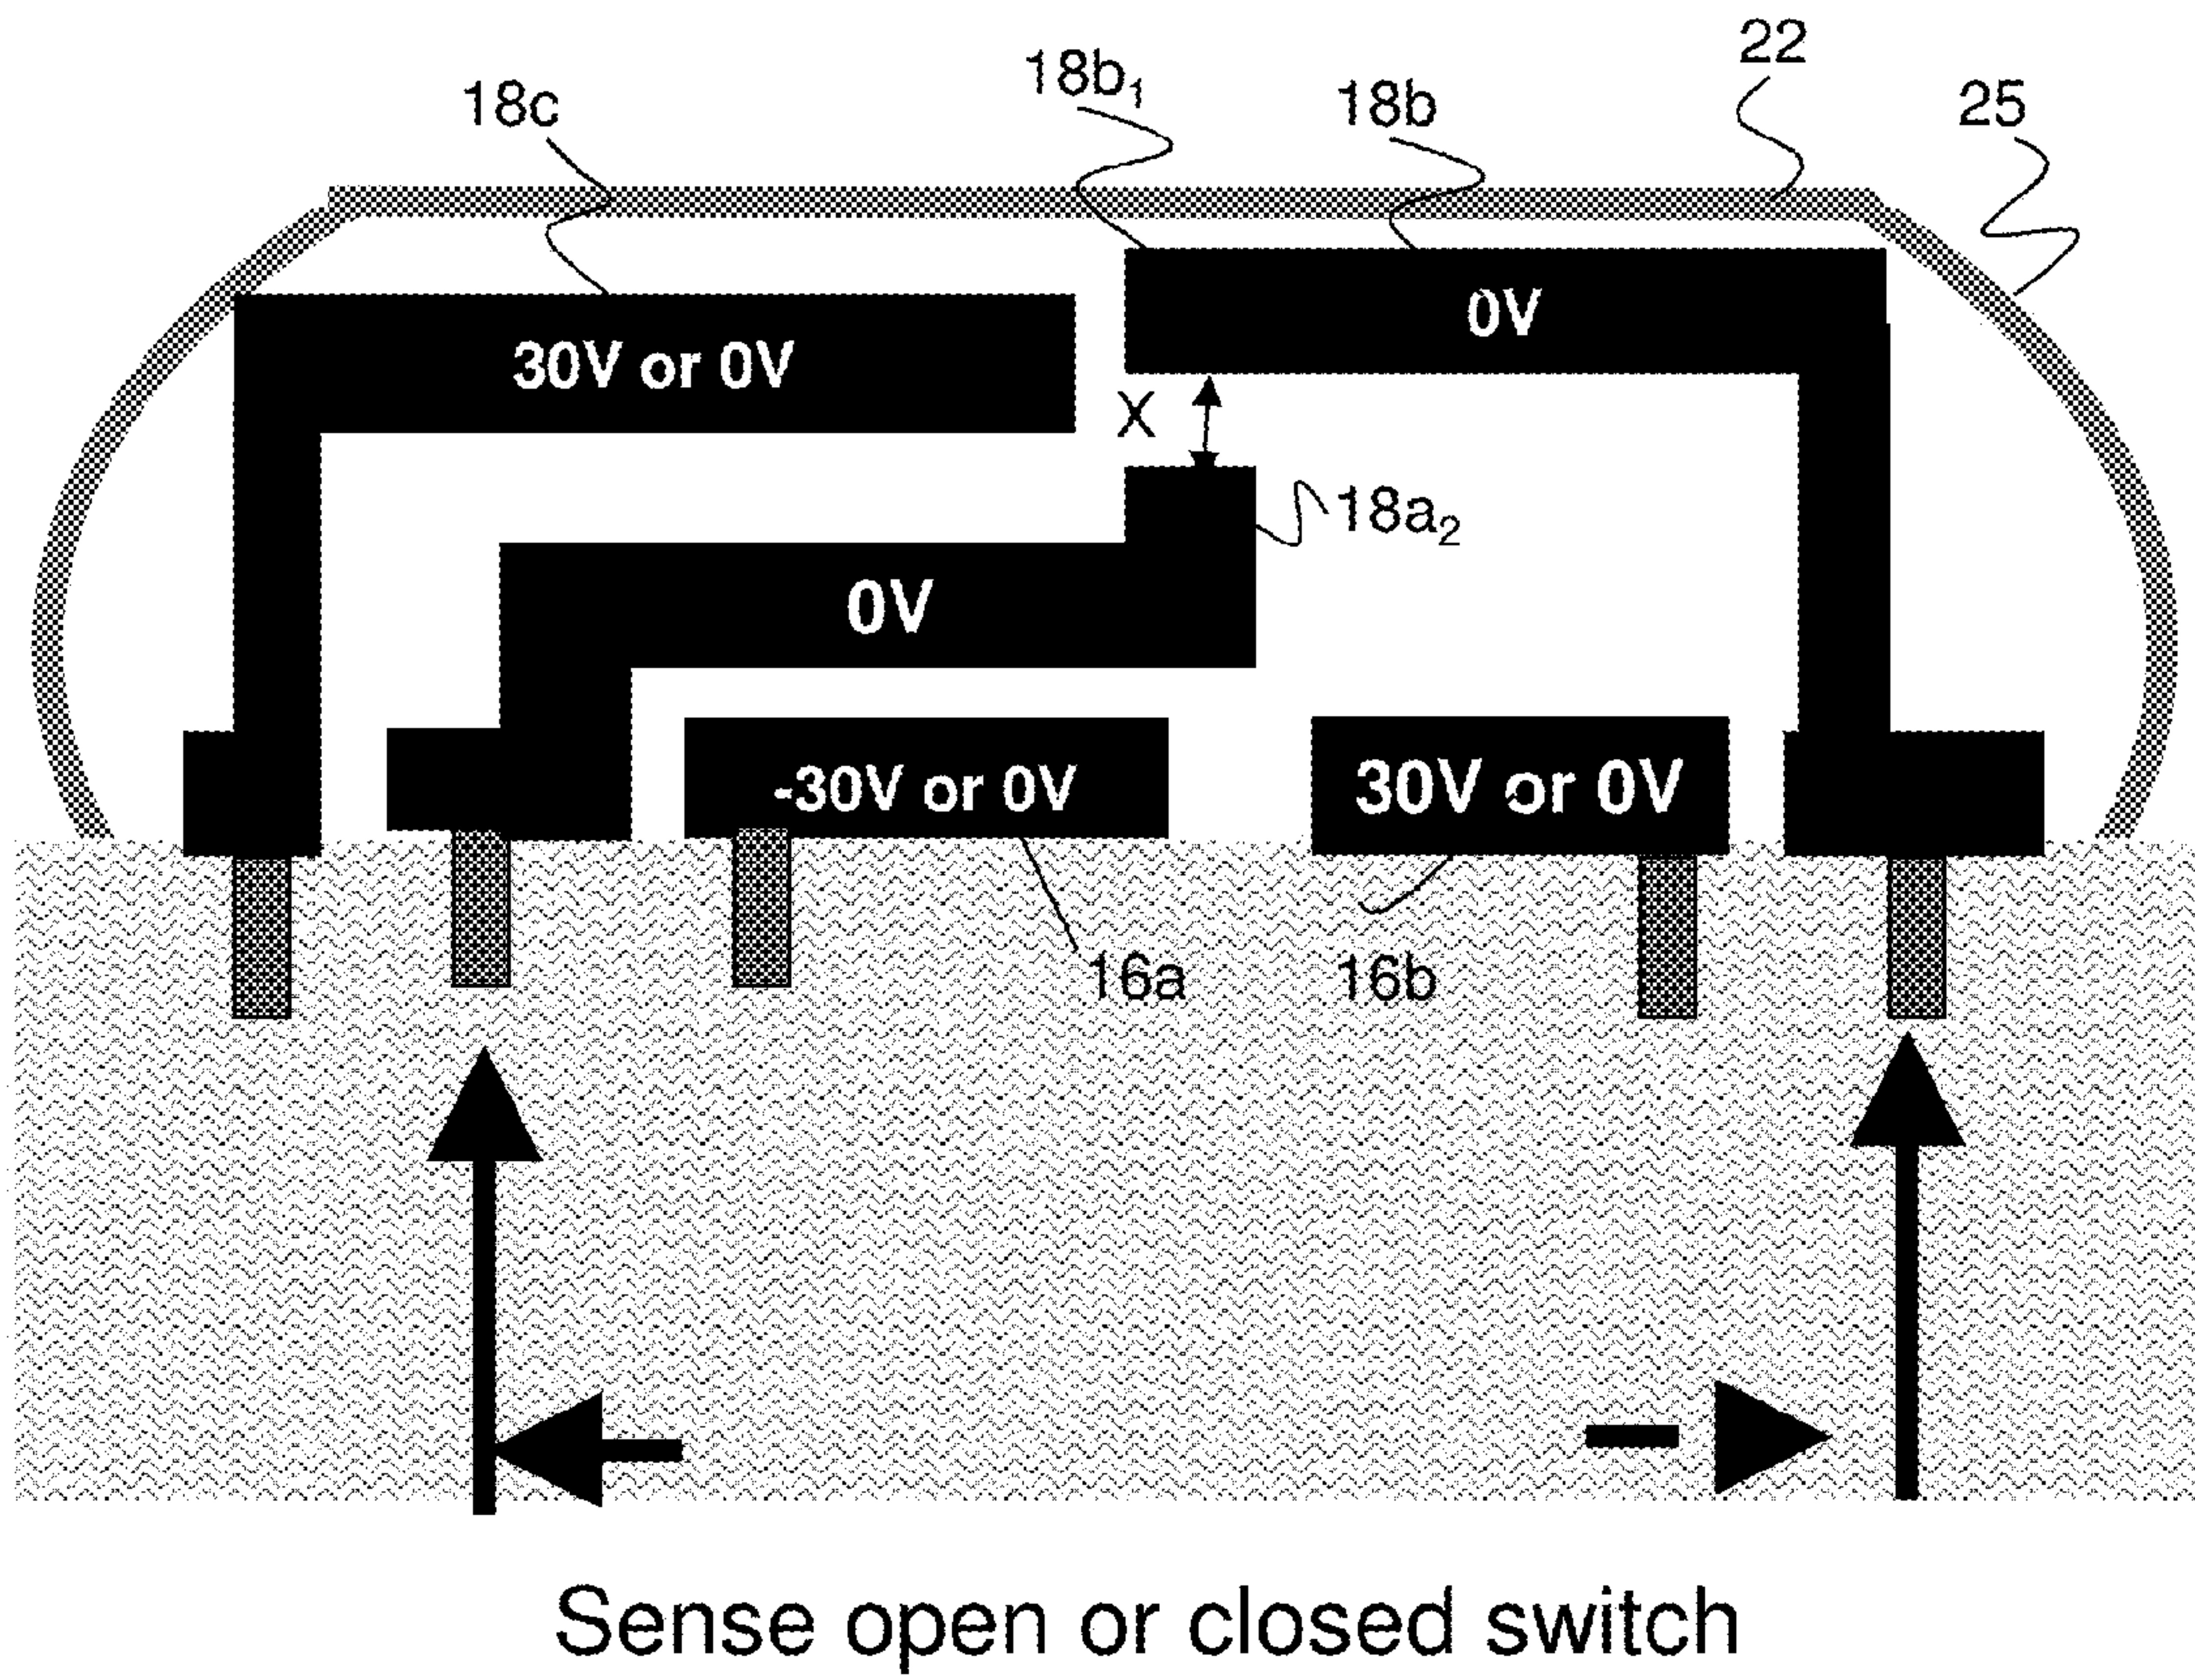 22
18b₁
18c
18b
25
0V
30V or 0V
X
18a₂
0V
-30V or 0V
30V or 0V
16a
16b
Sense open or closed switch